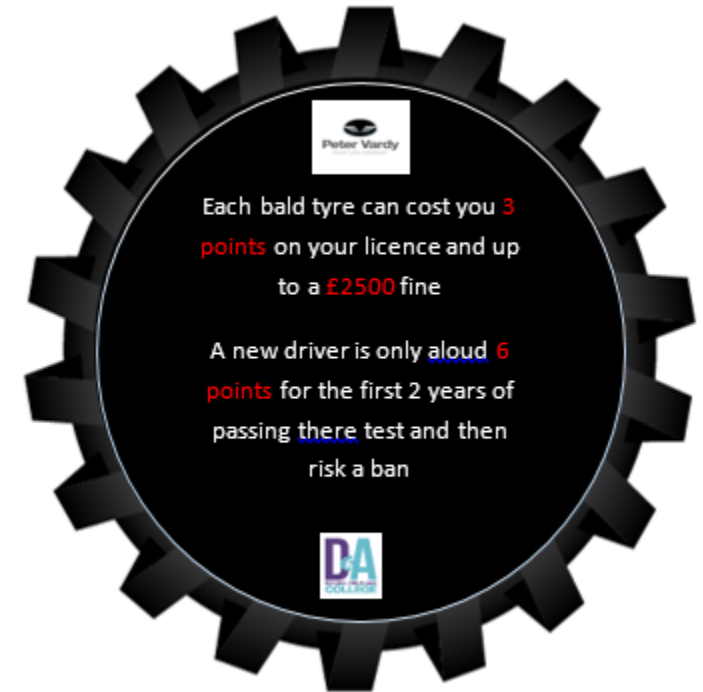 Peter Vardy
Each bald tyre can cost you 3
points on your licence and up
to a £2500 fine
A new driver is only aloud 6
points for the first 2 years of
passing there test and then
risk a ban
D&A
COLLEGE